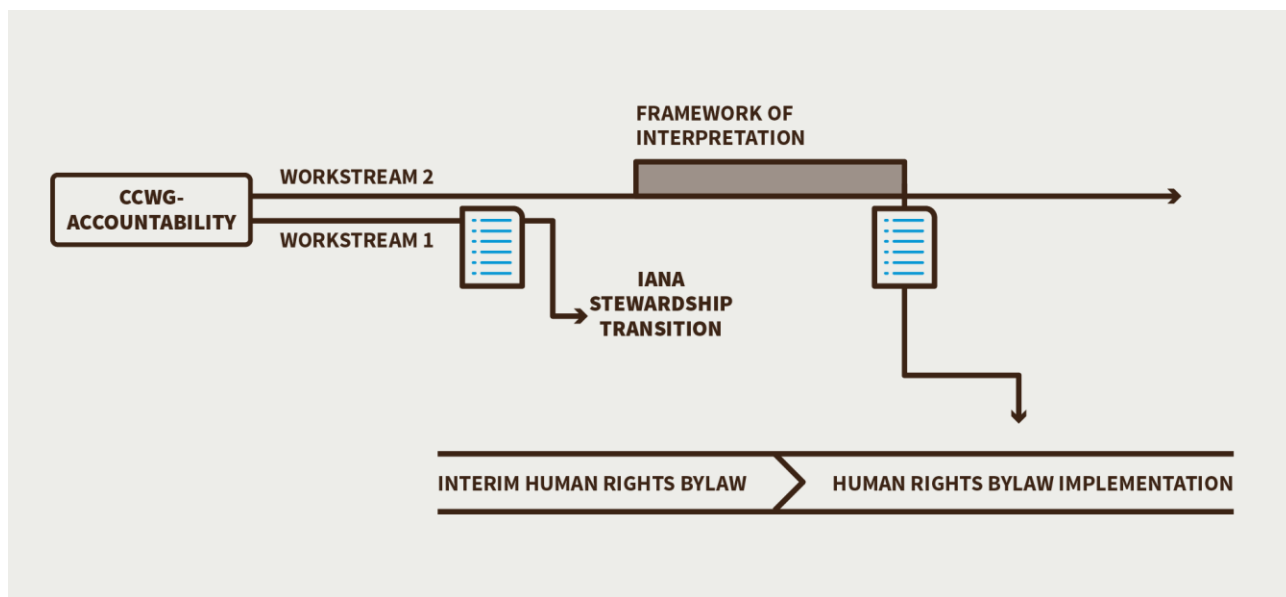 FRAMEWORK OF
INTERPRETATION
WORKSTREAM 2
CCWG-
ACCOUNTABILITY
WORKSTREAM 1
IANA
STEWARDSHIP
TRANSITION
INTERIM HUMAN RIGHTS BYLAW
HUMAN RIGHTS BYLAW IMPLEMENTATION